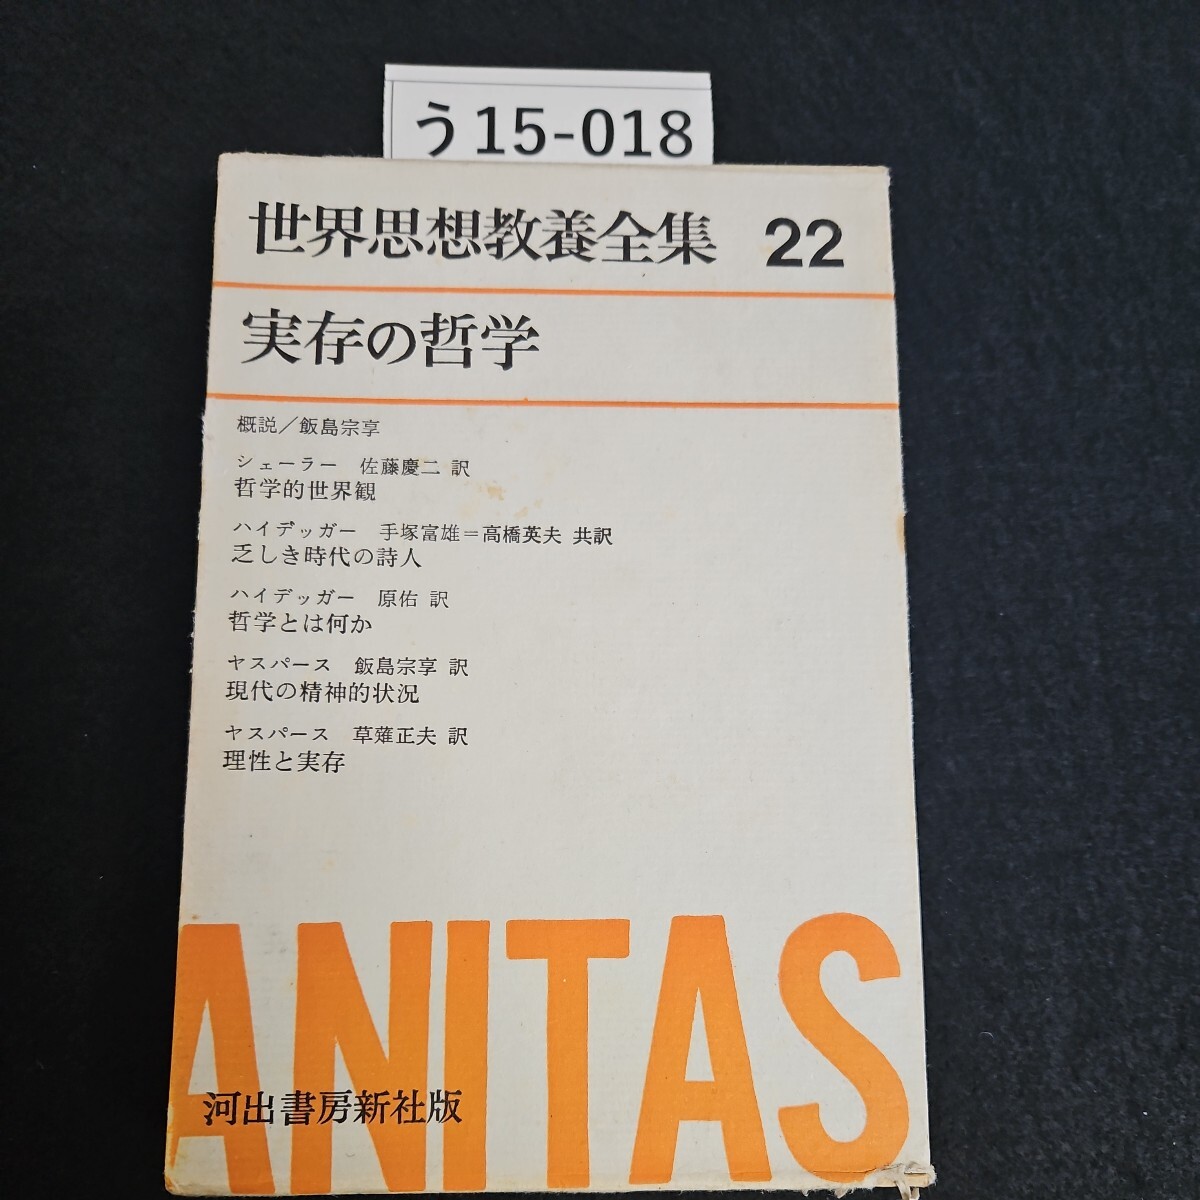 う15-018
世界思想教養全集 22
実存の哲学
概説／飯島宗享
シェーラー 佐藤慶二 訳
哲学的世界観
ハイデッガー 手塚富雄＝高橋英夫 共訳
乏しき時代の詩人
ハイデッガー 原佑 訳
哲学とは何か
ヤスパース 飯島宗享 訳
現代の精神的状況
ヤスパース 草薙正夫 訳
理性と実存
ANITAS
河出書房新社版